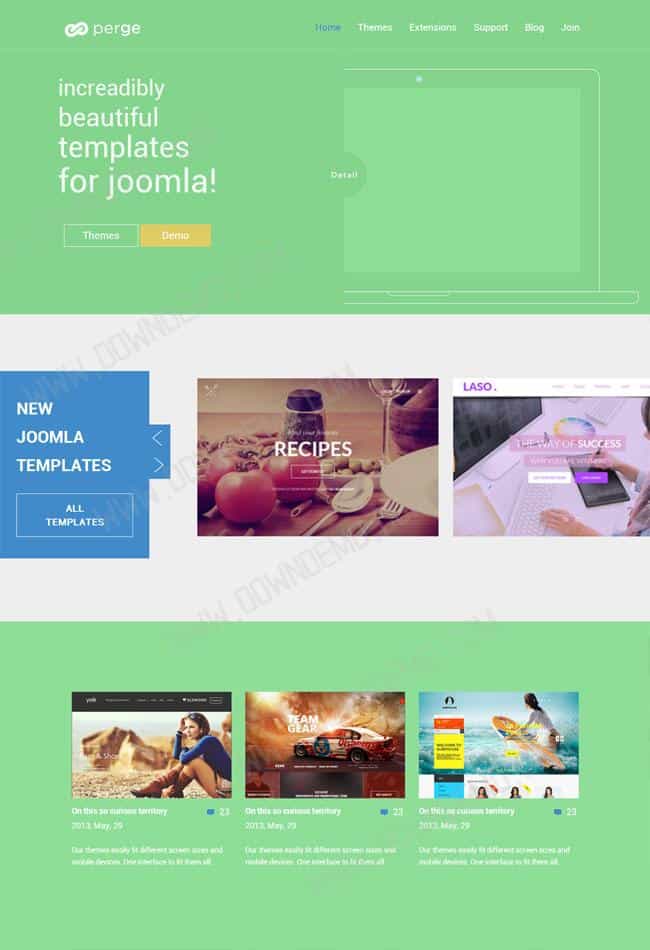 perge
Home Themes Extensions Support Blog Join
increadibly
beautiful
templates
for joomla!
Detail
Themes Demo
NEW
JOOMLA
TEMPLATES
ALL
TEMPLATES
RECIPES
LASO.
THE WAY OF SUCCESS
TEAM
GEAR
On this so curious territory 23
2013, May, 29
Our themes easily fit different screen sizes and
mobile devices. One interface to fit them all.
On this so curious territory 23
2013, May, 29
Our themes easily fit different screen sizes and
mobile devices. One interface to fit them all.
On this so curious territory 23
2013, May, 29
Our themes easily fit different screen sizes and
mobile devices. One interface to fit them all.